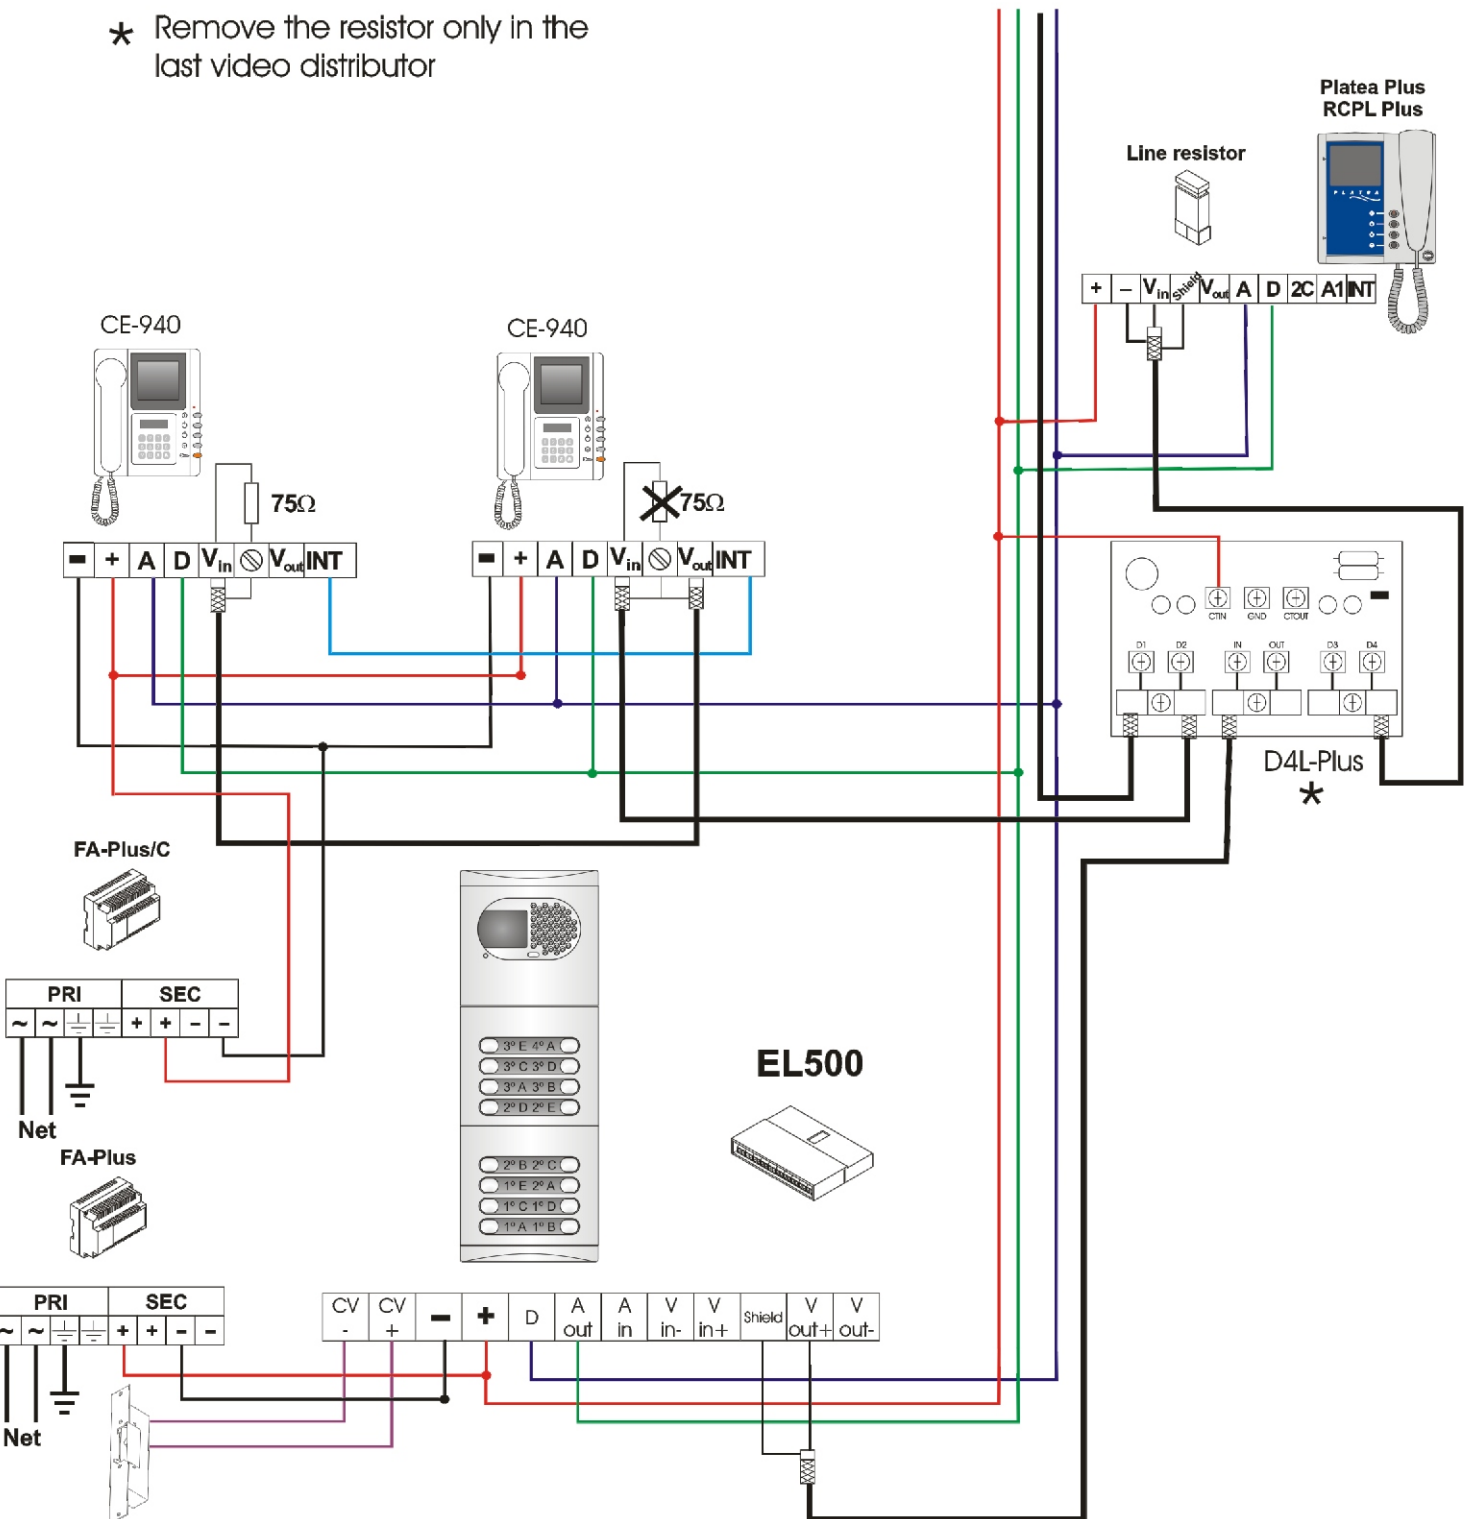 * Remove the resistor only in the
last video distributor
Platea Plus
RCPL Plus
Line resistor
PLATEA
+ – Vin Shield Vout A D 2C A1 INT
CE-940
CE-940
75Ω
75Ω
- + A D Vin Vout INT
- + A D Vin Vout INT
CTIN GND CTOUT
D1 D2 IN OUT D3 D4
D4L-Plus
*
FA-Plus/C
PRI SEC
~ ~ + + – –
Net
3º E 4º A
3º C 3º D
3º A 3º B
2º D 2º E
2º B 2º C
1º E 2º A
1º C 1º D
1º A 1º B
EL500
FA-Plus
PRI SEC
~ ~ + + – –
Net
CV - CV + - + D A out A in V in- V in+ Shield V out+ V out-